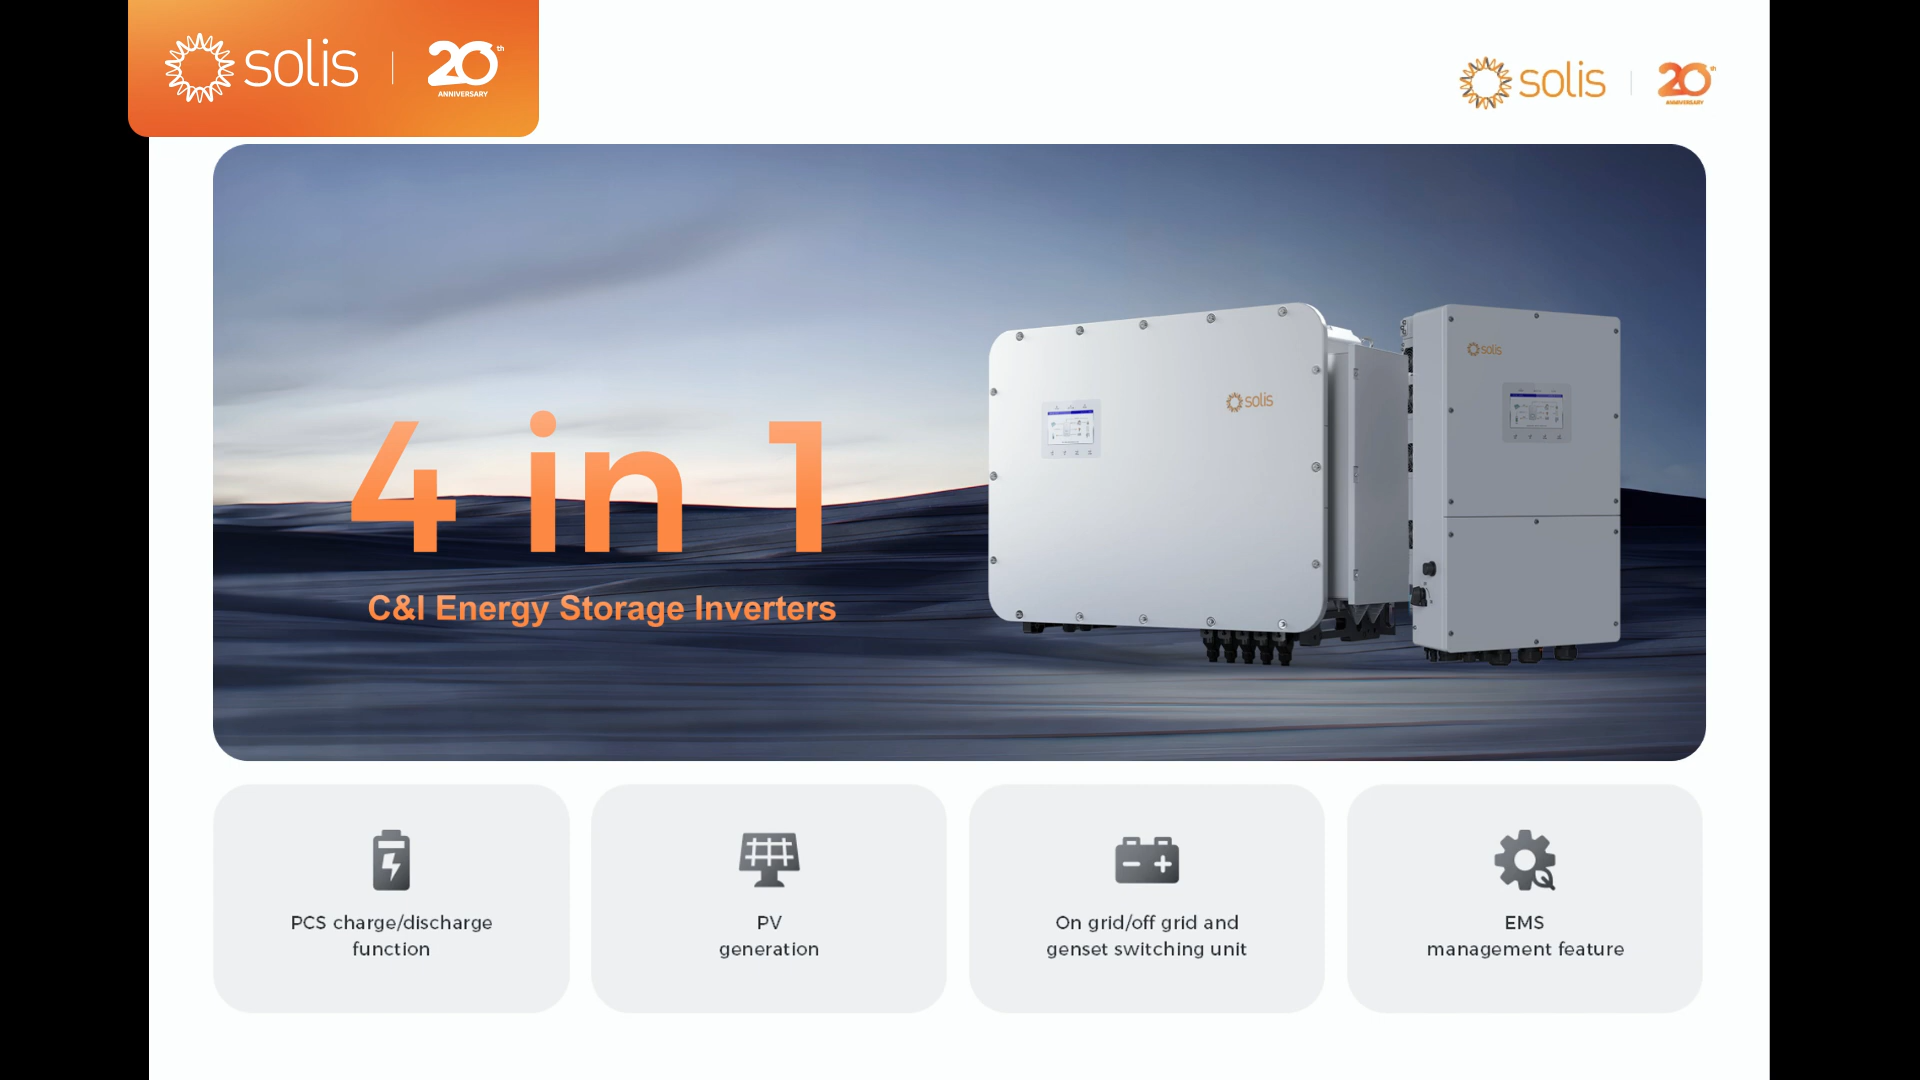 solis
20th
ANNIVERSARY
solis
20th
ANNIVERSARY
solis
solis
4 in 1
C&I Energy Storage Inverters
PCS charge/discharge
function
PV
generation
On grid/off grid and
genset switching unit
EMS
management feature